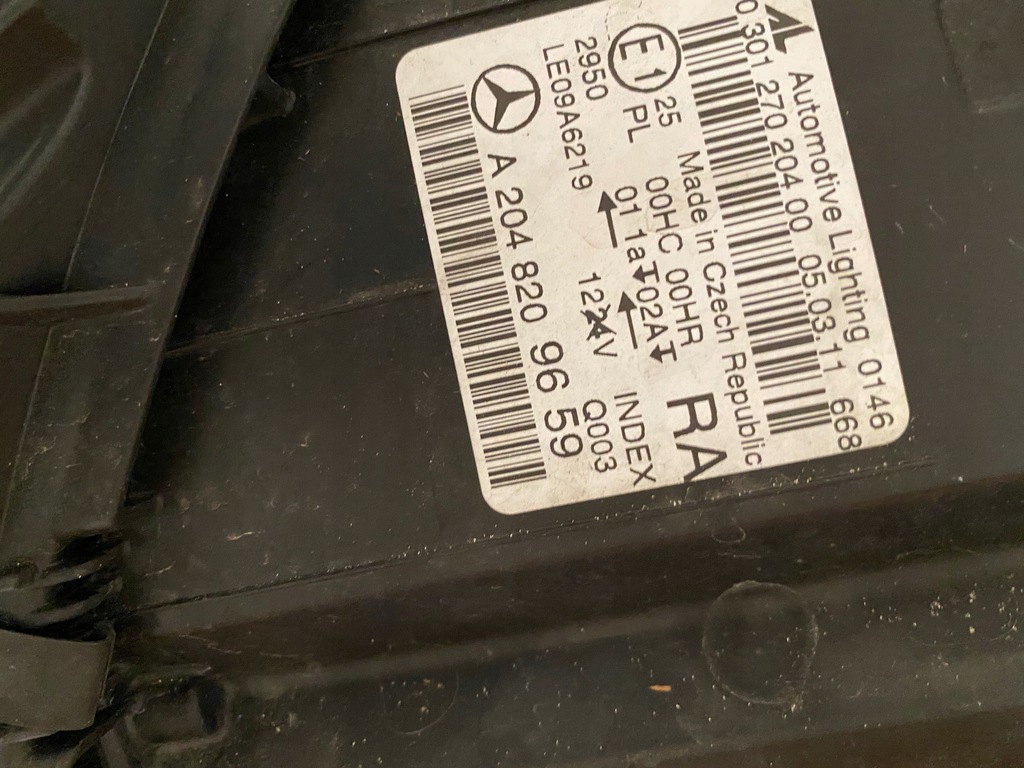 Automotive Lighting 0146
0 301 270 204.00 05.03.11 668
Made in Czech Republic
E1 25 00HC 00HR RA
PL 01 1a 02A
2950 12V INDEX
LE09A6219 Q003
A 204 820 96 59